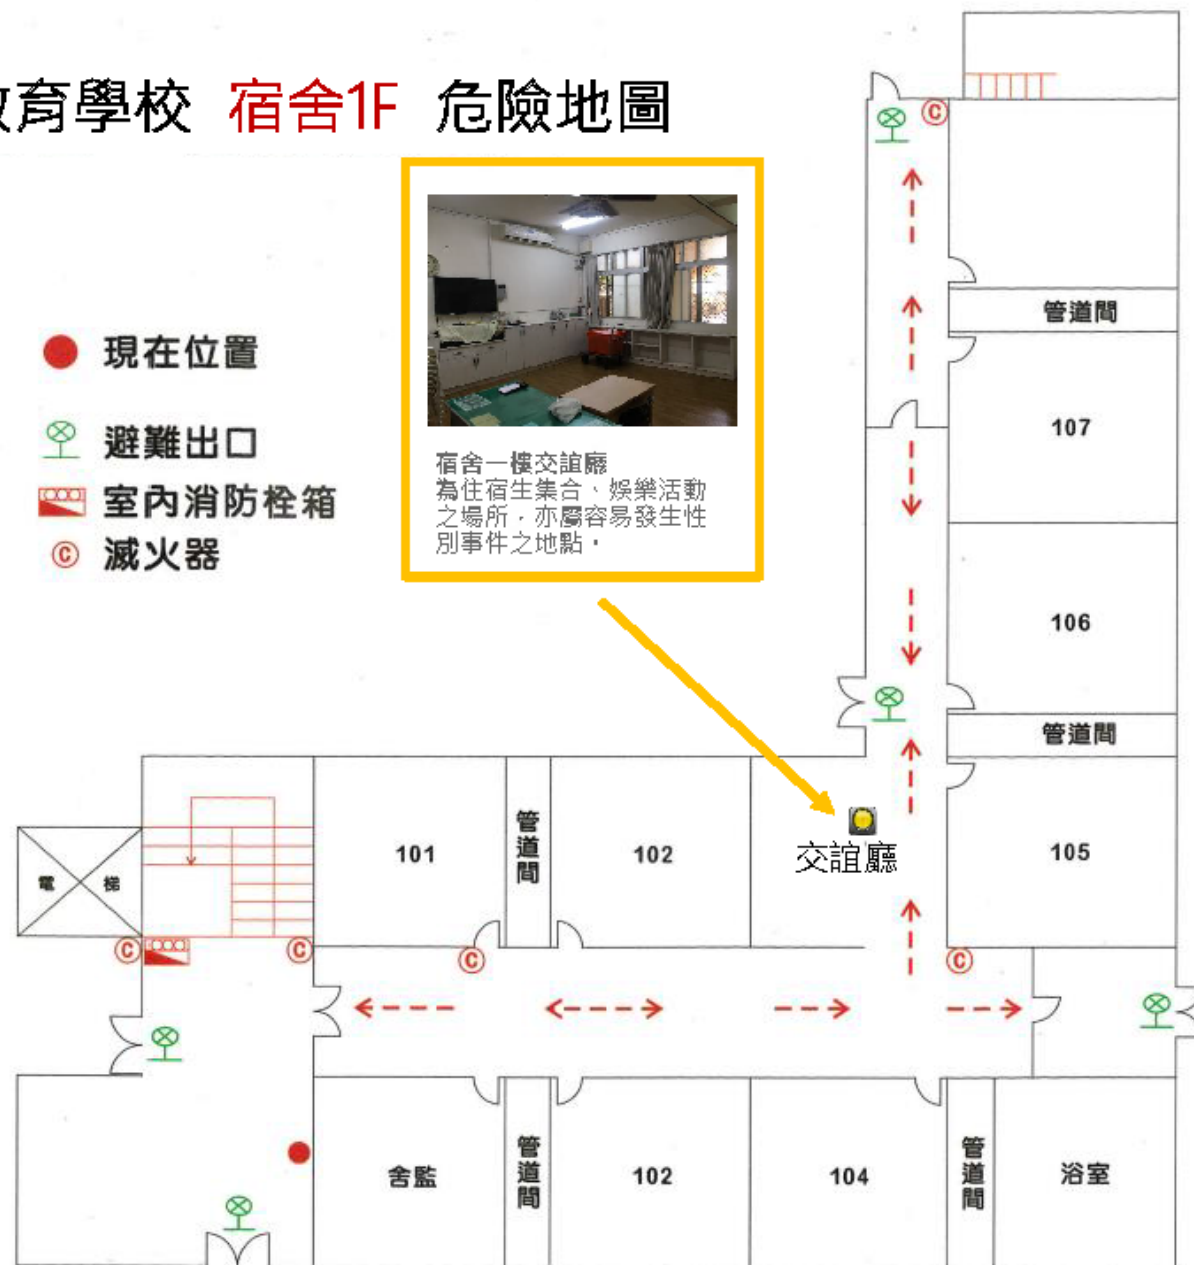 育學校 宿舍1F 危險地圖
現在位置
避難出口
室內消防栓箱
C 滅火器
宿舍一樓交誼廳
為住宿生集合、娛樂活動
之場所，亦屬容易發生性
別事件之地點。
C
管道間
107
106
管道間
105
交誼廳
101
管道間
102
電梯
C
C
C
C
舍監
管道間
102
104
管道間
浴室